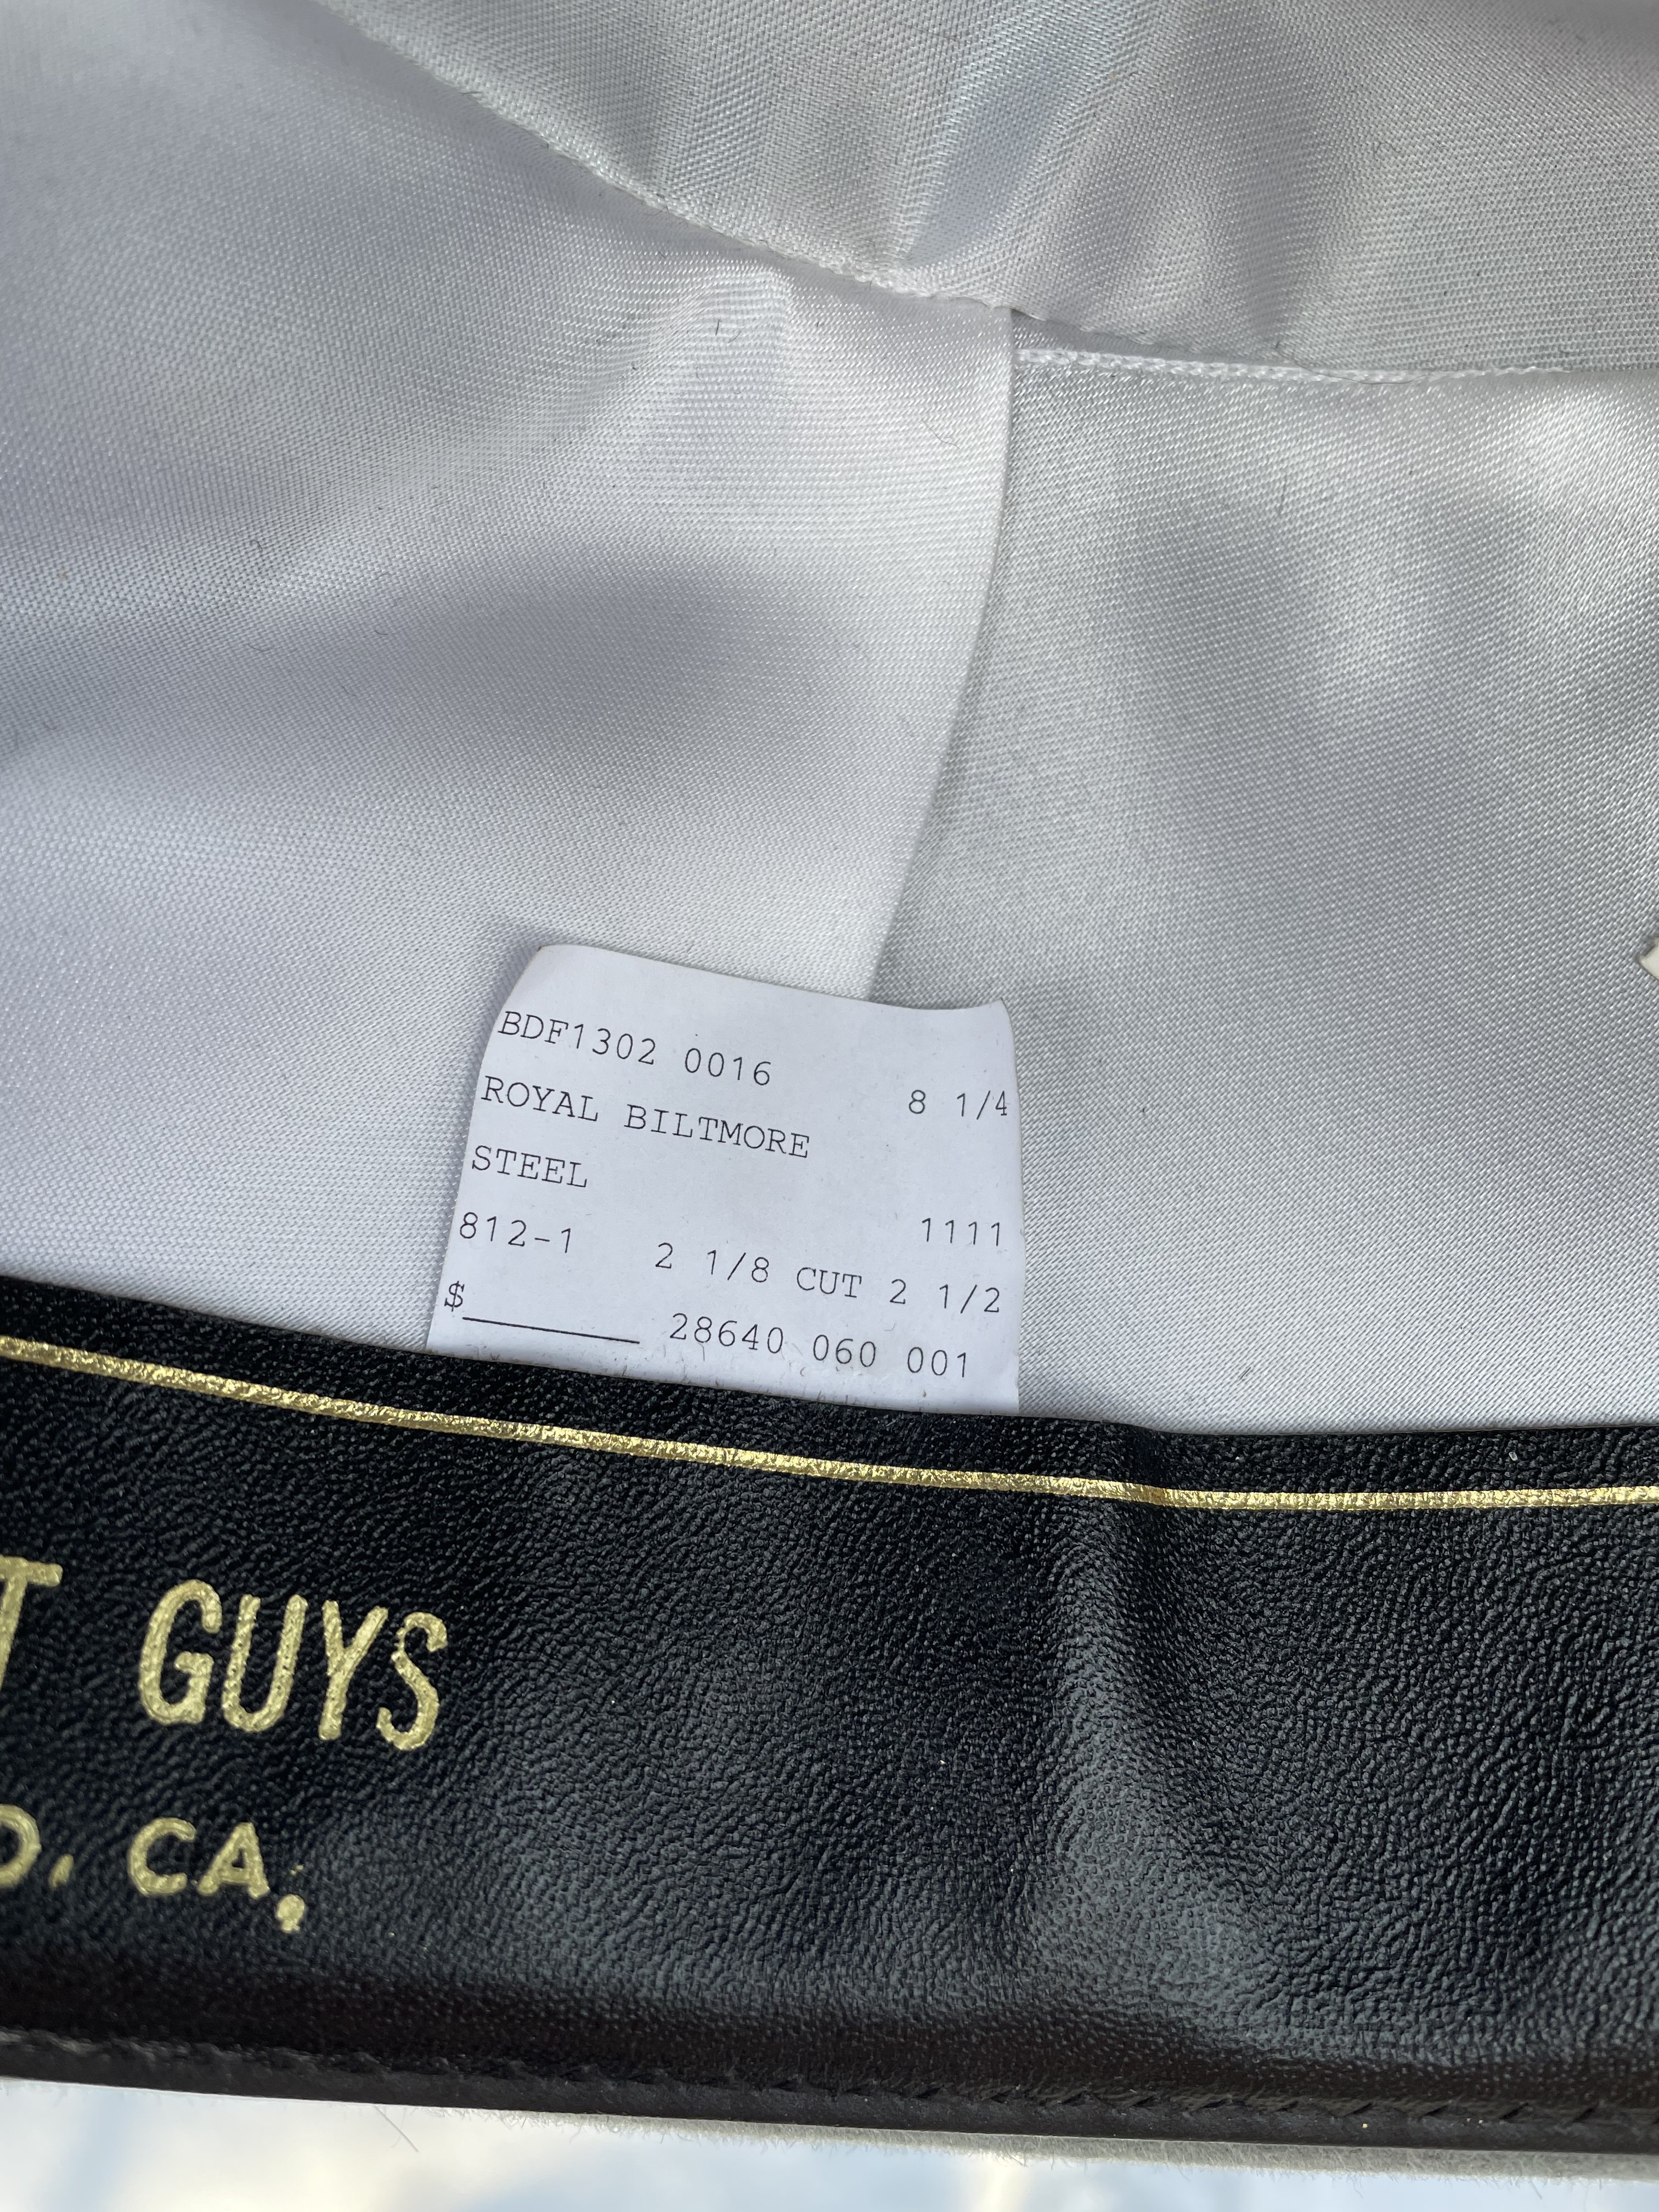 BDF1302 0016 8 1/4
ROYAL BILTMORE
STEEL 1111
812-1 2 1/8 CUT 2 1/2
$______ 28640 060 001
T GUYS
O. CA.